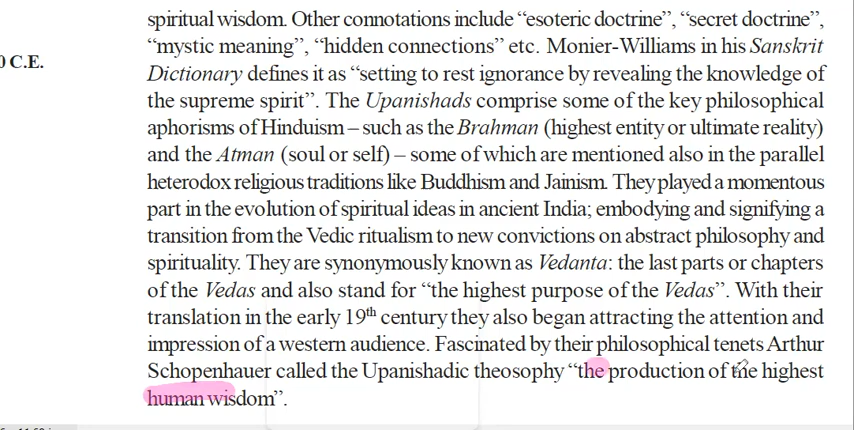 spiritual wisdom. Other connotations include “esoteric doctrine”, “secret doctrine”,
“mystic meaning”, “hidden connections” etc. Monier-Williams in his Sanskrit
0 C.E.
Dictionary defines it as “setting to rest ignorance by revealing the knowledge of
the supreme spirit”. The Upanishads comprise some of the key philosophical
aphorisms of Hinduism – such as the Brahman (highest entity or ultimate reality)
and the Atman (soul or self) – some of which are mentioned also in the parallel
heterodox religious traditions like Buddhism and Jainism. They played a momentous
part in the evolution of spiritual ideas in ancient India; embodying and signifying a
transition from the Vedic ritualism to new convictions on abstract philosophy and
spirituality. They are synonymously known as Vedanta: the last parts or chapters
of the Vedas and also stand for “the highest purpose of the Vedas”. With their
translation in the early 19th century they also began attracting the attention and
impression of a western audience. Fascinated by their philosophical tenets Arthur
Schopenhauer called the Upanishadic theosophy “the production of the highest
human wisdom”.